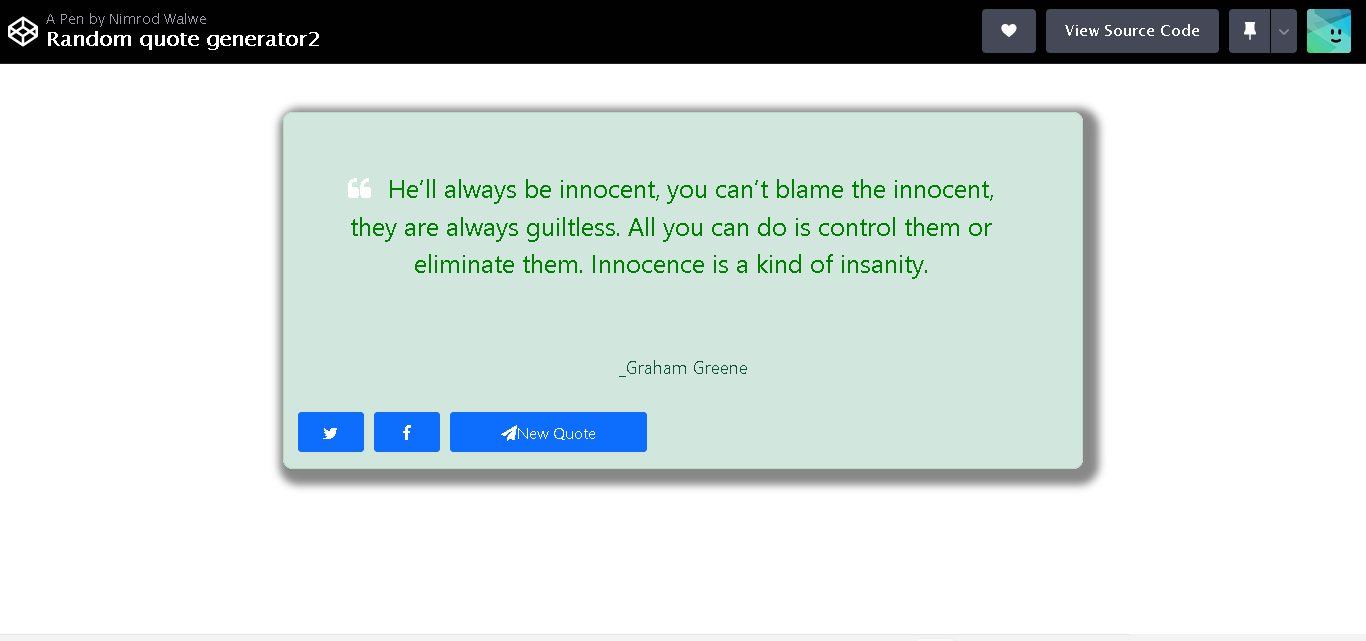 A Pen by Nimrod Walwe
Random quote generator2
View Source Code
He’ll always be innocent, you can’t blame the innocent,
they are always guiltless. All you can do is control them or
eliminate them. Innocence is a kind of insanity.
_Graham Greene
New Quote